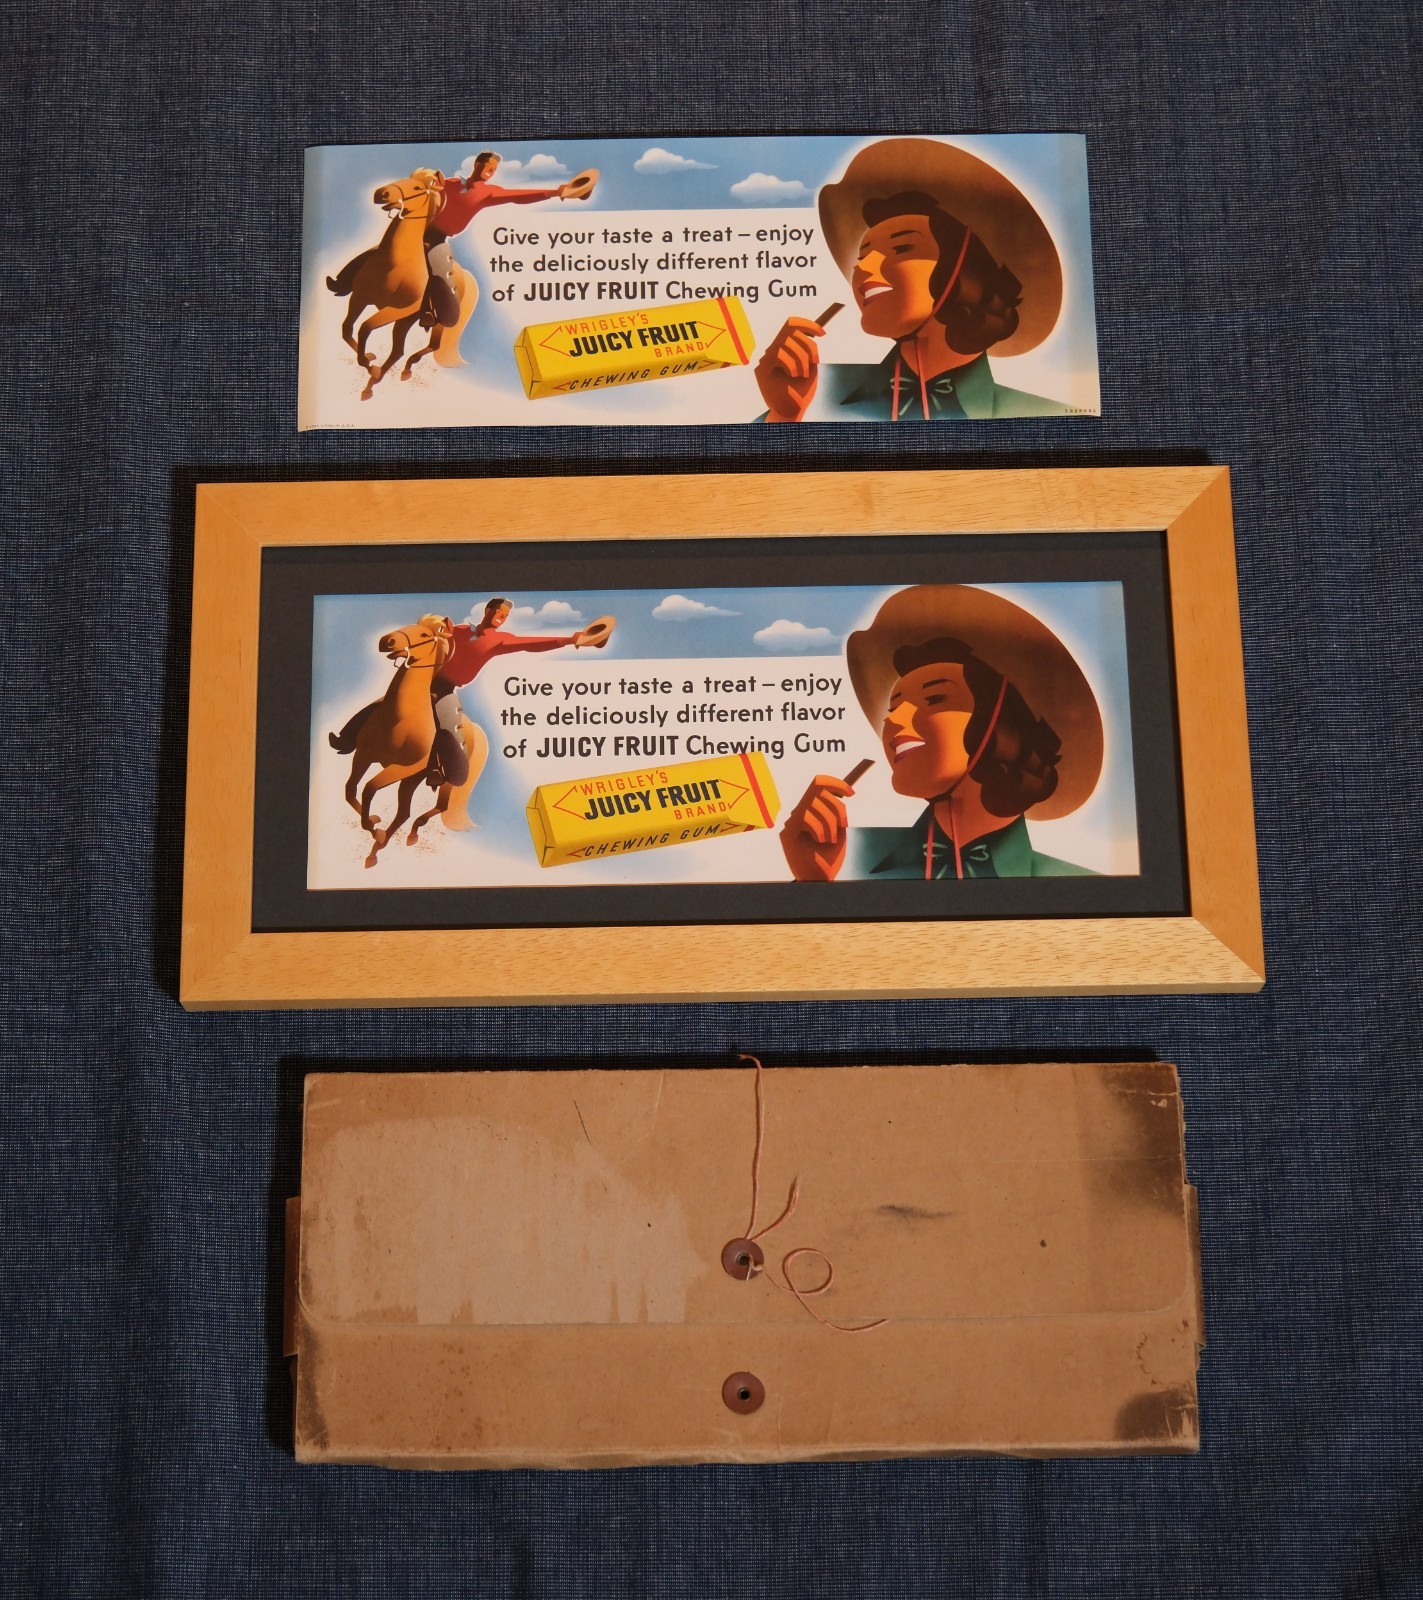 Give your taste a treat – enjoy
the deliciously different flavor
of JUICY FRUIT Chewing Gum
WRIGLEY'S
JUICY FRUIT
BRAND
CHEWING GUM
Give your taste a treat – enjoy
the deliciously different flavor
of JUICY FRUIT Chewing Gum
WRIGLEY'S
JUICY FRUIT
BRAND
CHEWING GUM